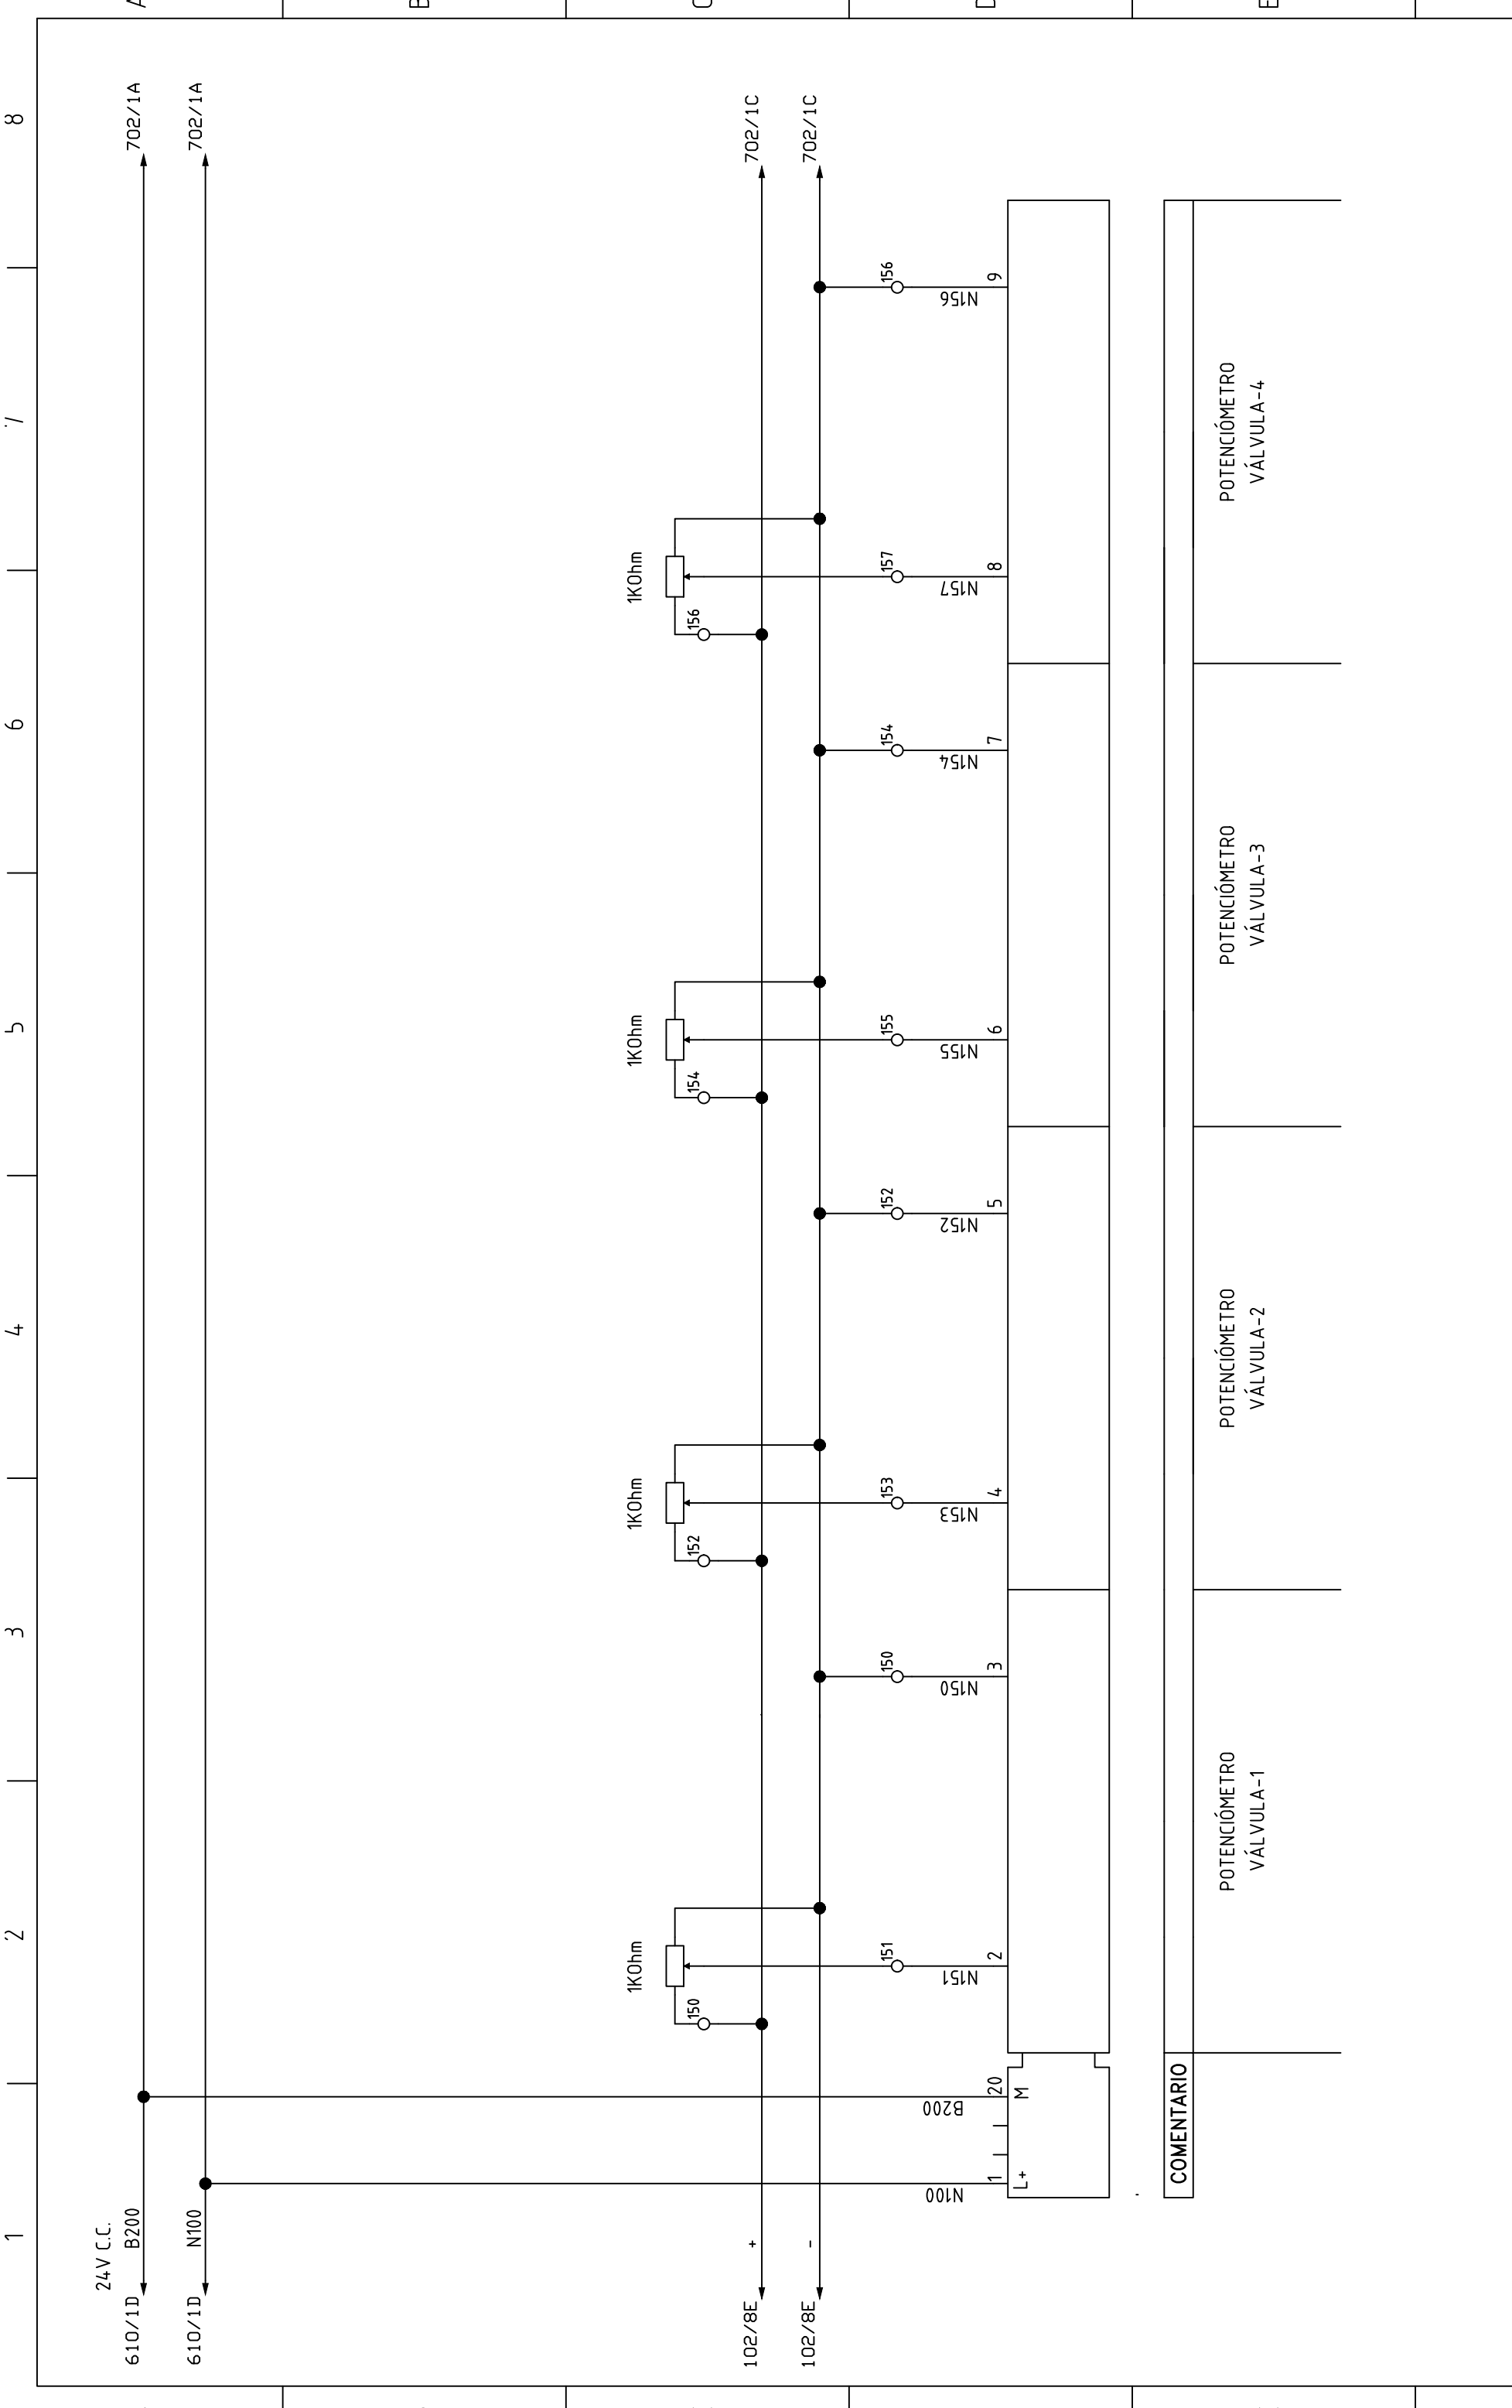 1
2
3
4
5
6
7
8
A
B
C
D
E
24V C.C.
610/1D
B200
702/1A
610/1D
N100
702/1A
1KOhm
1KOhm
1KOhm
1KOhm
150
152
154
156
102/8E
+
702/1C
102/8E
-
702/1C
151
150
153
152
155
154
157
156
N100
B200
N151
N150
N153
N152
N155
N154
N157
N156
1
20
2
3
4
5
6
7
8
9
L+
M
COMENTARIO
POTENCIÓMETRO
VÁLVULA-1
POTENCIÓMETRO
VÁLVULA-2
POTENCIÓMETRO
VÁLVULA-3
POTENCIÓMETRO
VÁLVULA-4